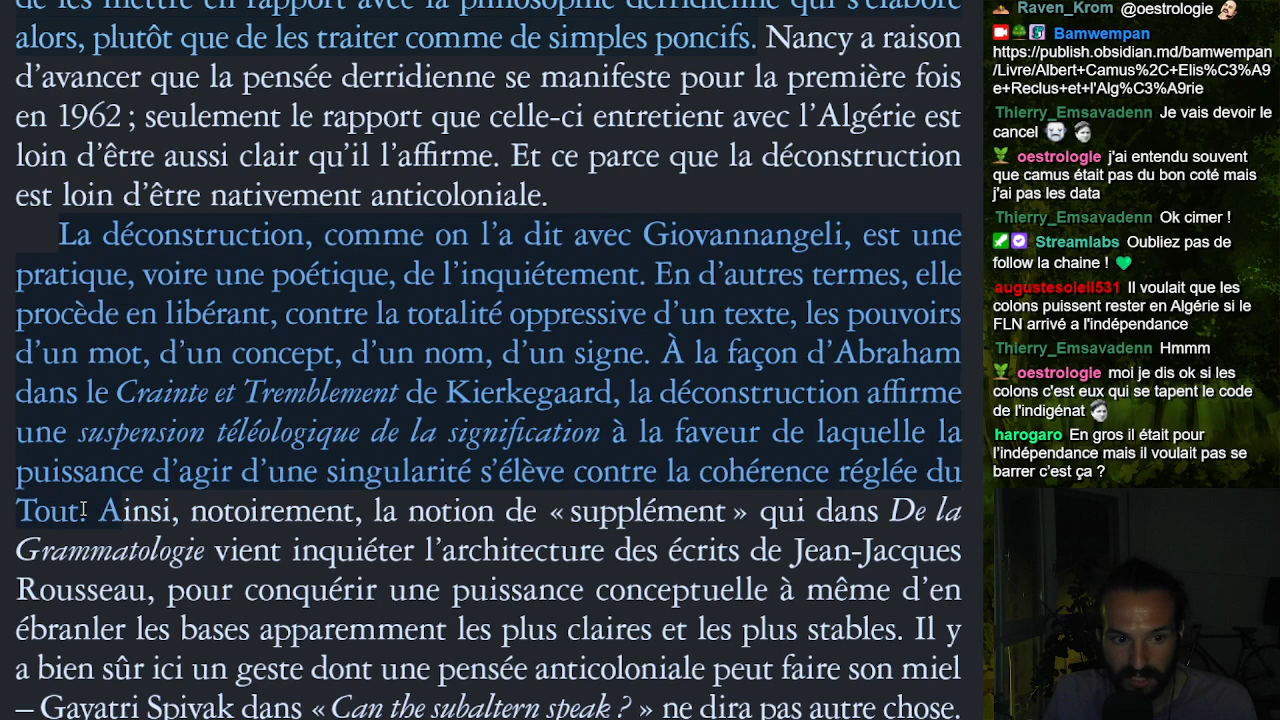 de les mettre en rapport avec la philosophie derridienne qui s'élabore
alors, plutôt que de les traiter comme de simples poncifs. Nancy a raison
d'avancer que la pensée derridienne se manifeste pour la première fois
en 1962 ; seulement le rapport que celle-ci entretient avec l'Algérie est
loin d'être aussi clair qu'il l'affirme. Et ce parce que la déconstruction
est loin d'être nativement anticoloniale.
La déconstruction, comme on l'a dit avec Giovannangeli, est une
pratique, voire une poétique, de l'inquiétement. En d'autres termes, elle
procède en libérant, contre la totalité oppressive d'un texte, les pouvoirs
d'un mot, d'un concept, d'un nom, d'un signe. À la façon d'Abraham
dans le Crainte et Tremblement de Kierkegaard, la déconstruction affirme
une suspension téléologique de la signification à la faveur de laquelle la
puissance d'agir d'une singularité s'élève contre la cohérence réglée du
Tout. Ainsi, notoirement, la notion de « supplément » qui dans De la
Grammatologie vient inquiéter l'architecture des écrits de Jean-Jacques
Rousseau, pour conquérir une puissance conceptuelle à même d'en
ébranler les bases apparemment les plus claires et les plus stables. Il y
a bien sûr ici un geste dont une pensée anticoloniale peut faire son miel
– Gayatri Spivak dans « Can the subaltern speak ? » ne dira pas autre chose.
Raven_Krom @oestrologie
Bamwempan
https://publish.obsidian.md/bamwempan
/Livre/Albert+Camus%2C+Elis%C3%A9
e+Reclus+et+l'Alg%C3%A9rie
Thierry_Emsavadenn Je vais devoir le
cancel
oestrologie j'ai entendu souvent
que camus était pas du bon coté mais
j'ai pas les data
Thierry_Emsavadenn Ok cimer !
Streamlabs Oubliez pas de
follow la chaine !
augustesoleil531 Il voulait que les
colons puissent rester en Algérie si le
FLN arrivé a l'indépendance
Thierry_Emsavadenn Hmmm
oestrologie moi je dis ok si les
colons c'est eux qui se tapent le code
de l'indigénat
harogaro En gros il était pour
l'indépendance mais il voulait pas se
barrer c'est ça ?